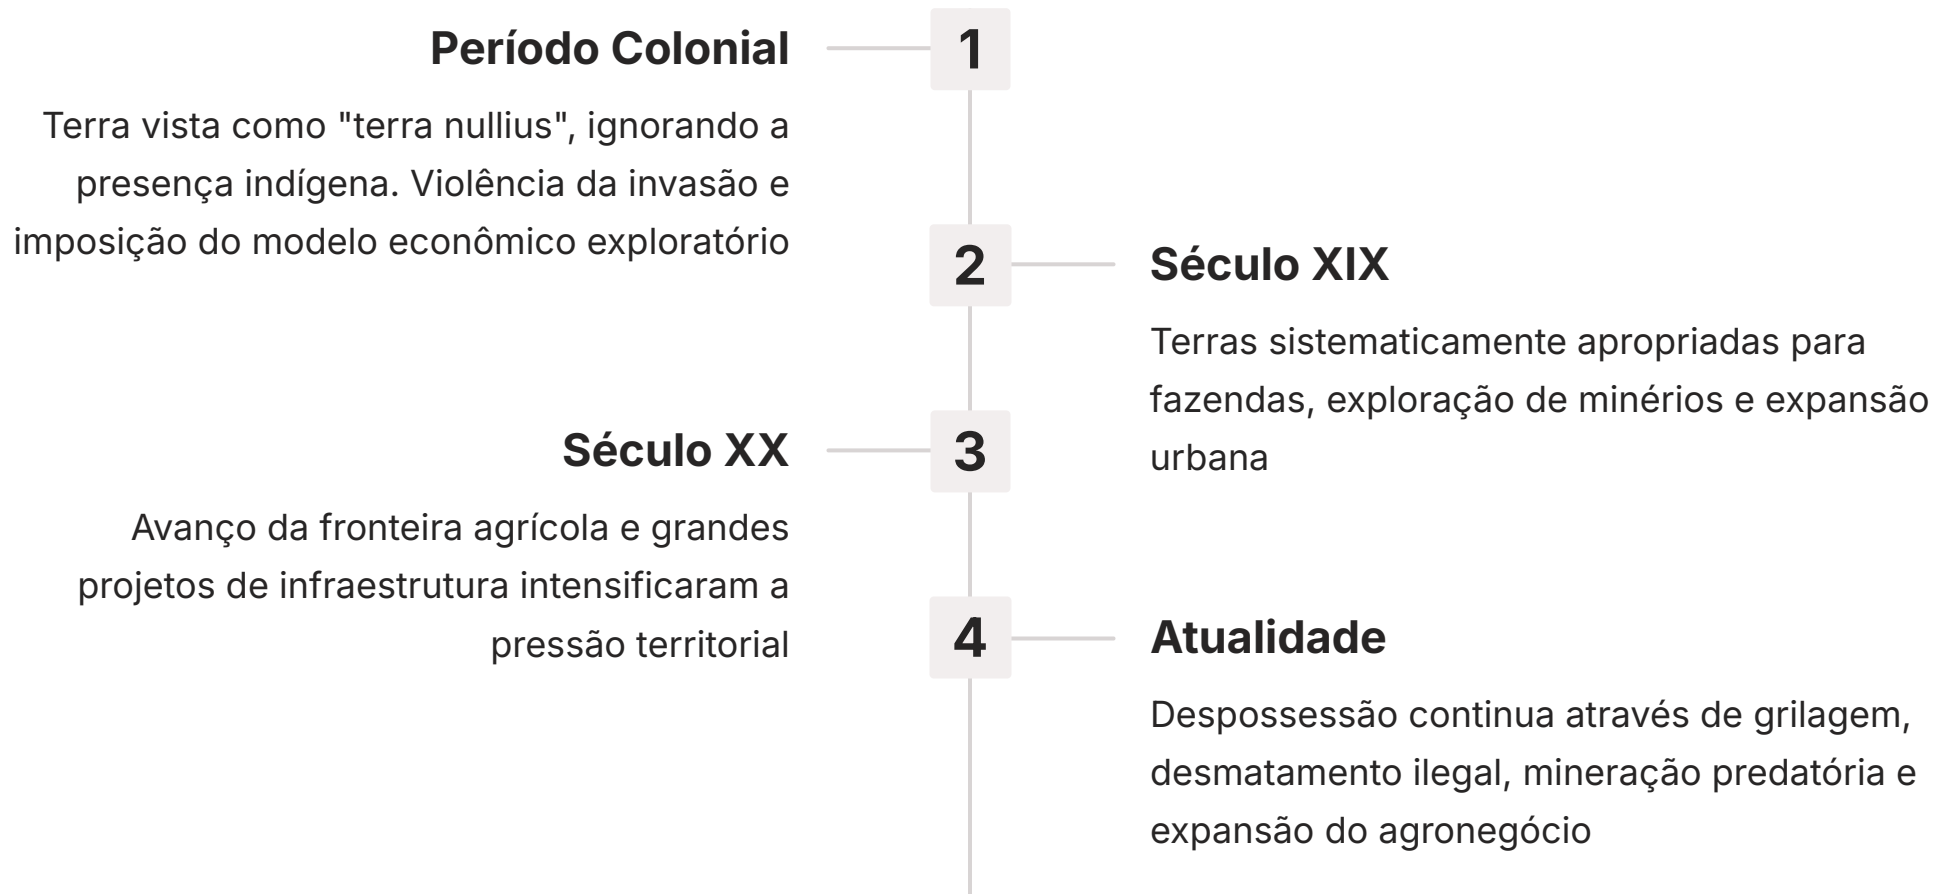 Período Colonial
1
Terra vista como "terra nullius", ignorando a
presença indígena. Violência da invasão e
imposição do modelo econômico exploratório
2
Século XIX
Terras sistematicamente apropriadas para
fazendas, exploração de minérios e expansão
urbana
Século XX
3
Avanço da fronteira agrícola e grandes
projetos de infraestrutura intensificaram a
pressão territorial
4
Atualidade
Despossessão continua através de grilagem,
desmatamento ilegal, mineração predatória e
expansão do agronegócio